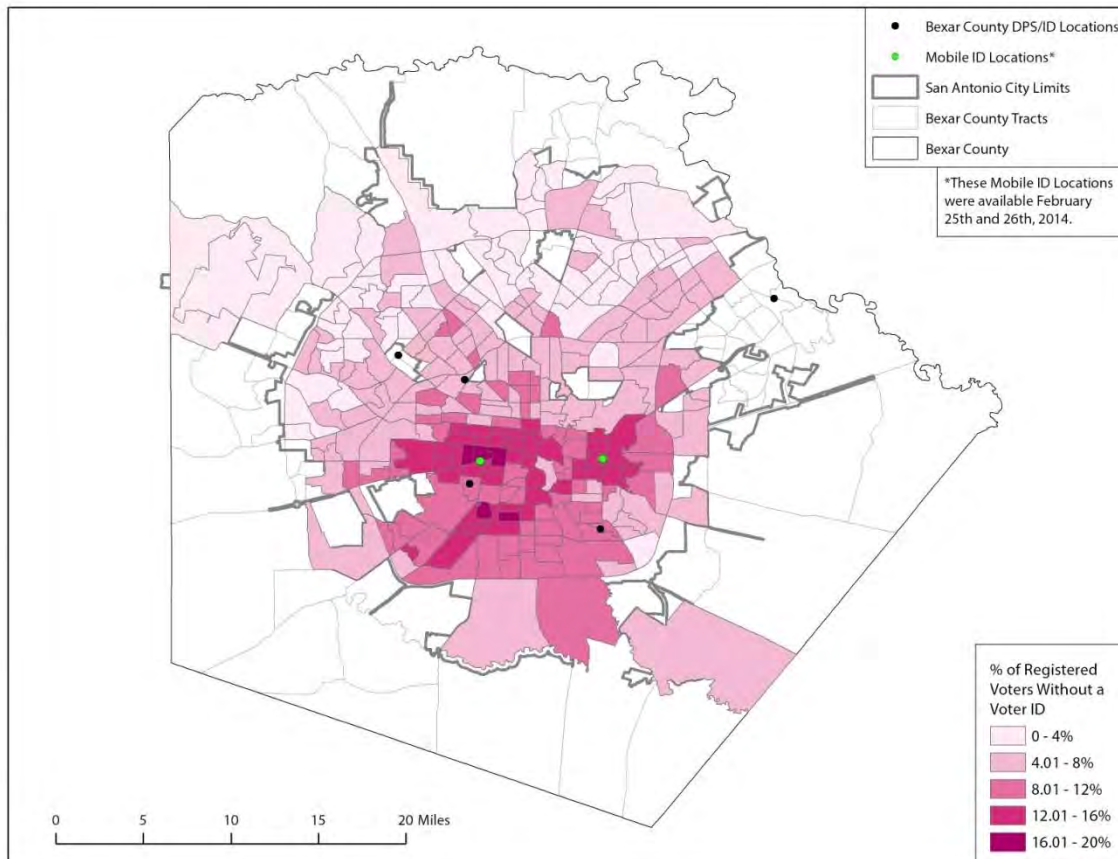 Bexar County DPS/ID Locations
Mobile ID Locations*
San Antonio City Limits
Bexar County Tracts
Bexar County
*These Mobile ID Locations
were available February
25th and 26th, 2014.
% of Registered
Voters Without a
Voter ID
0 - 4%
4.01 - 8%
8.01 - 12%
12.01 - 16%
16.01 - 20%
0 5 10 20 Miles